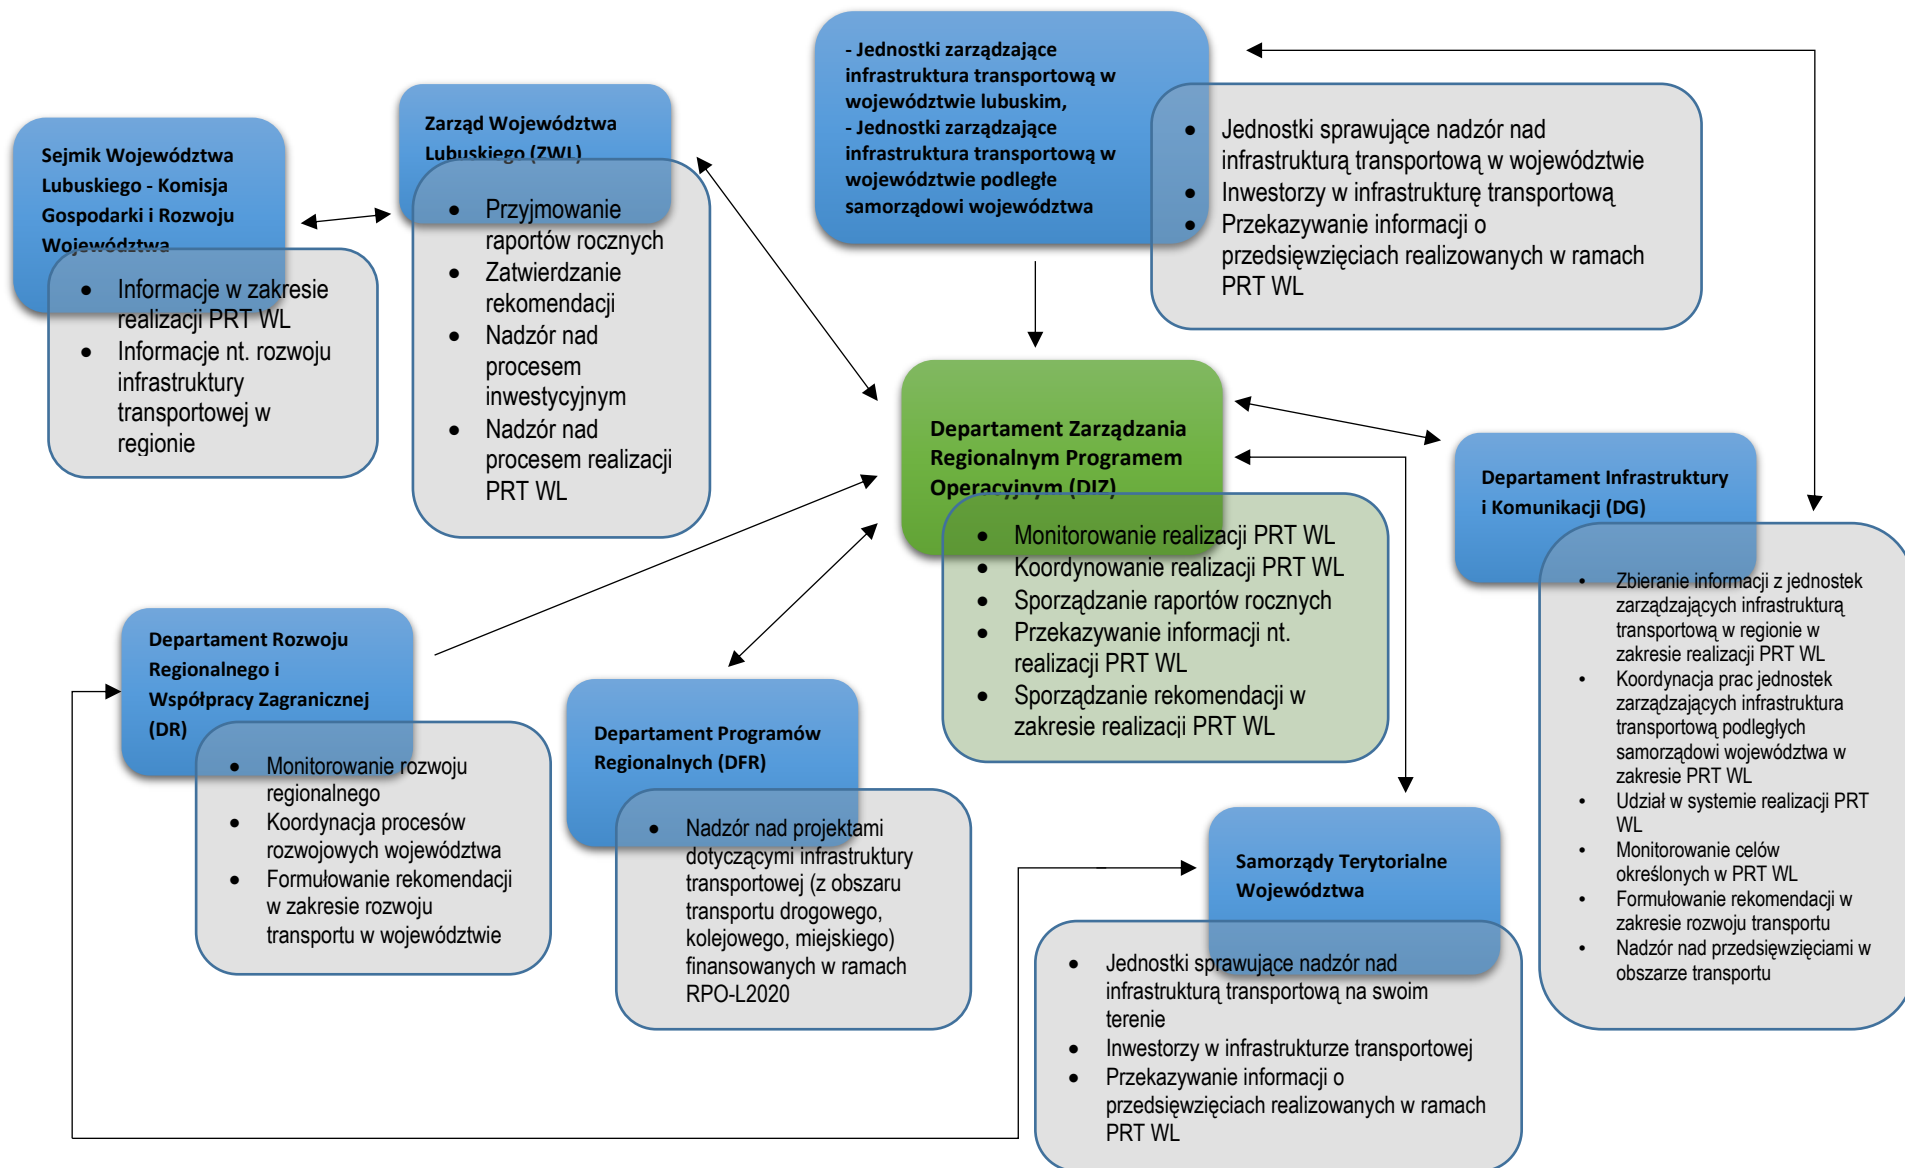 - Jednostki zarządzające
infrastruktura transportową w
województwie lubuskim,
- Jednostki zarządzające
infrastruktura transportową w
województwie podległe
samorządowi województwa
• Jednostki sprawujące nadzór nad
infrastrukturą transportową w województwie
• Inwestorzy w infrastrukturę transportową
• Przekazywanie informacji o
przedsięwzięciach realizowanych w ramach
PRT WL
Zarząd Województwa
Lubuskiego (ZWL)
• Przyjmowanie
raportów rocznych
• Zatwierdzanie
rekomendacji
• Nadzór nad
procesem
inwestycyjnym
• Nadzór nad
procesem realizacji
PRT WL
Sejmik Województwa
Lubuskiego - Komisja
Gospodarki i Rozwoju
Województwa
• Informacje w zakresie
realizacji PRT WL
• Informacje nt. rozwoju
infrastruktury
transportowej w
regionie
Departament Zarządzania
Regionalnym Programem
Operacyjnym (DIZ)
• Monitorowanie realizacji PRT WL
• Koordynowanie realizacji PRT WL
• Sporządzanie raportów rocznych
• Przekazywanie informacji nt.
realizacji PRT WL
• Sporządzanie rekomendacji w
zakresie realizacji PRT WL
Departament Infrastruktury
i Komunikacji (DG)
• Zbieranie informacji z jednostek
zarządzających infrastrukturą
transportową w regionie w
zakresie realizacji PRT WL
• Koordynacja prac jednostek
zarządzających infrastruktura
transportową podległych
samorządowi województwa w
zakresie PRT WL
• Udział w systemie realizacji PRT
WL
• Monitorowanie celów
określonych w PRT WL
• Formułowanie rekomendacji w
zakresie rozwoju transportu
• Nadzór nad przedsięwzięciami w
obszarze transportu
Departament Rozwoju
Regionalnego i
Współpracy Zagranicznej
(DR)
• Monitorowanie rozwoju
regionalnego
• Koordynacja procesów
rozwojowych województwa
• Formułowanie rekomendacji
w zakresie rozwoju
transportu w województwie
Departament Programów
Regionalnych (DFR)
• Nadzór nad projektami
dotyczącymi infrastruktury
transportowej (z obszaru
transportu drogowego,
kolejowego, miejskiego)
finansowanych w ramach
RPO-L2020
Samorządy Terytorialne
Województwa
• Jednostki sprawujące nadzór nad
infrastrukturą transportową na swoim
terenie
• Inwestorzy w infrastrukturze transportowej
• Przekazywanie informacji o
przedsięwzięciach realizowanych w ramach
PRT WL